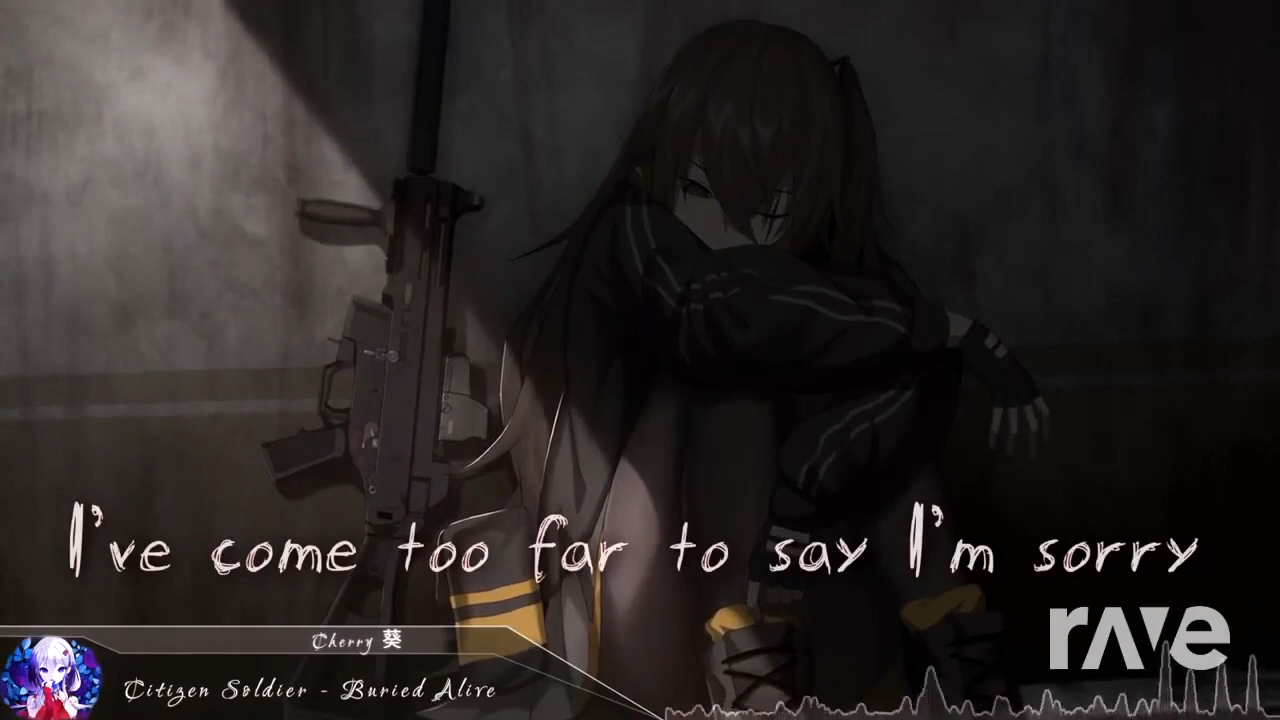 I've come too far to say I'm sorry
rave
Cherry 葵
Citizen Soldier - Buried Alive